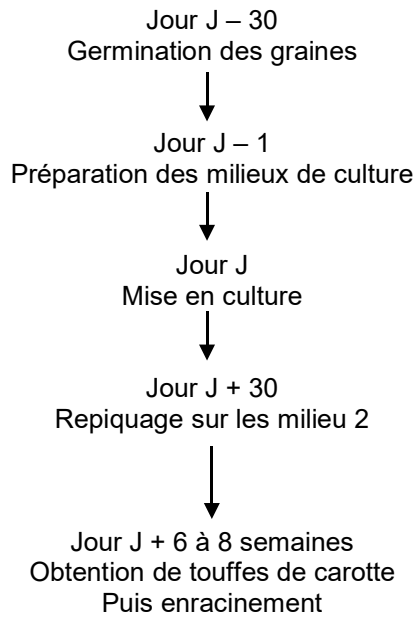 Jour J – 30
Germination des graines
Jour J – 1
Préparation des milieux de culture
Jour J
Mise en culture
Jour J + 30
Repiquage sur les milieu 2
Jour J + 6 à 8 semaines
Obtention de touffes de carotte
Puis enracinement